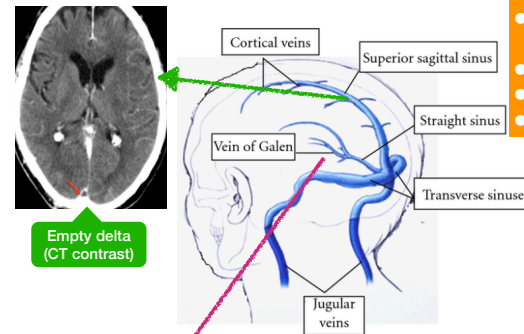 Cortical veins
Superior sagittal sinus
Straight sinus
Vein of Galen
Transverse sinuse
Empty delta
(CT contrast)
Jugular
veins